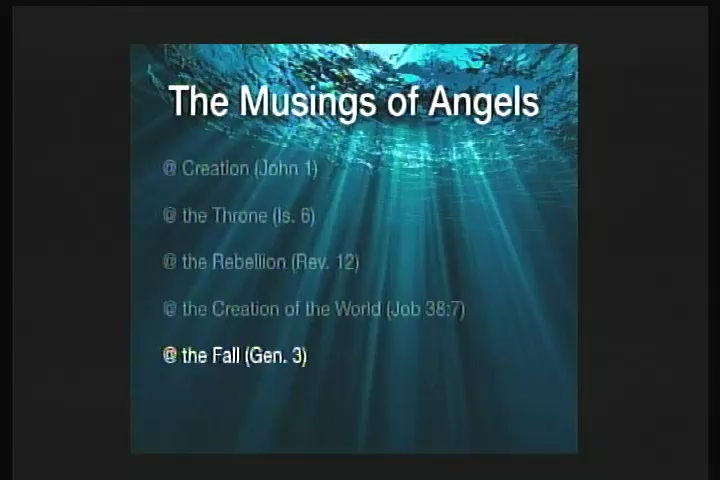 The Musings of Angels
@ Creation (John 1)
@ the Throne (Is. 6)
@ the Rebellion (Rev. 12)
@ the Creation of the World (Job 38:7)
@ the Fall (Gen. 3)